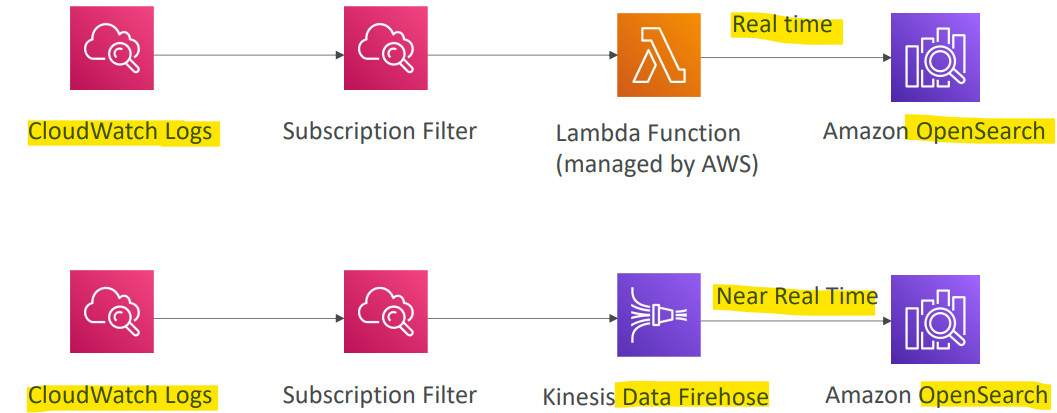 Real time
CloudWatch Logs
Subscription Filter
Lambda Function
(managed by AWS)
Amazon OpenSearch
Near Real Time
CloudWatch Logs
Subscription Filter
Kinesis Data Firehose
Amazon OpenSearch